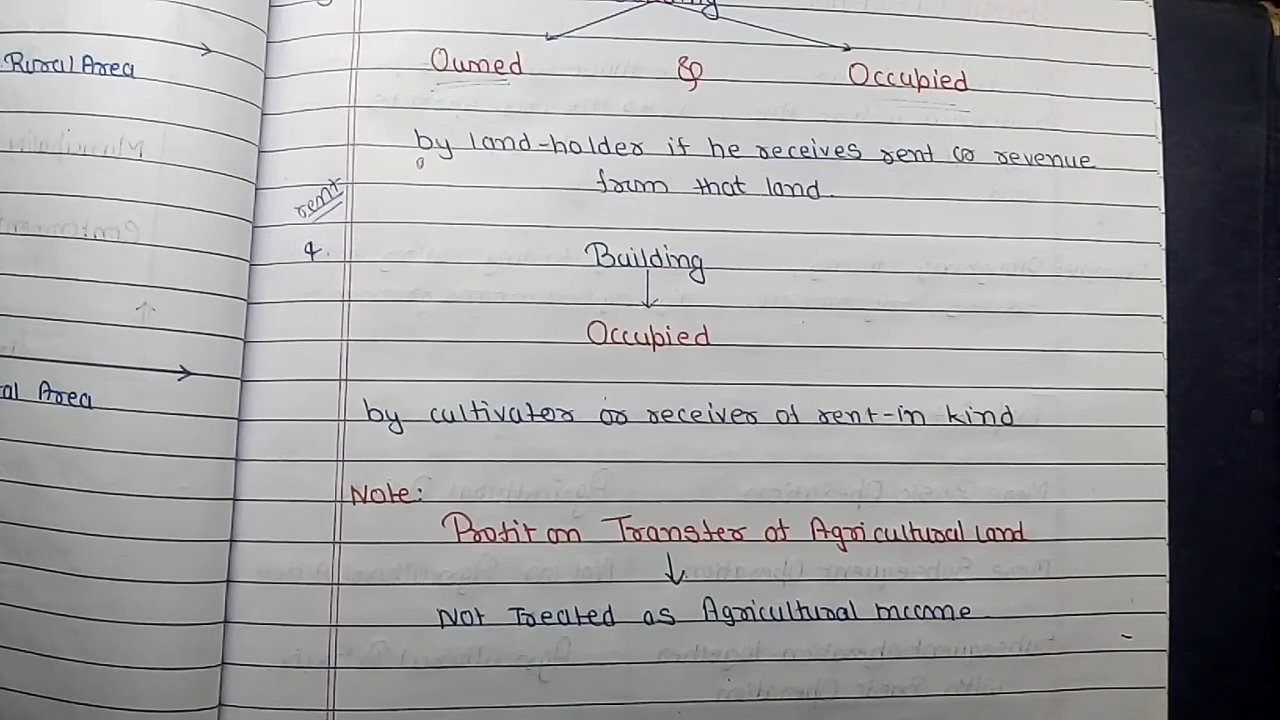 Rural Area
al Area
Owned & Occupied
by land-holder if he receives rent or revenue
from that land
rent
4. Building
Occupied
by cultivator or receiver of rent-in kind
Note:
Profit on Transfer of Agricultural Land
Not Treated as Agricultural income